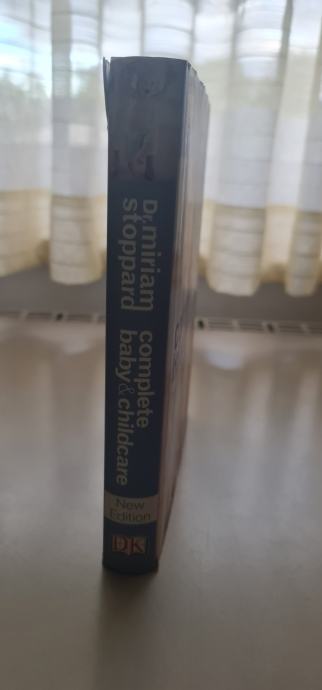 Dr. miriam
stoppard
complete
baby & childcare
New
Edition
DK